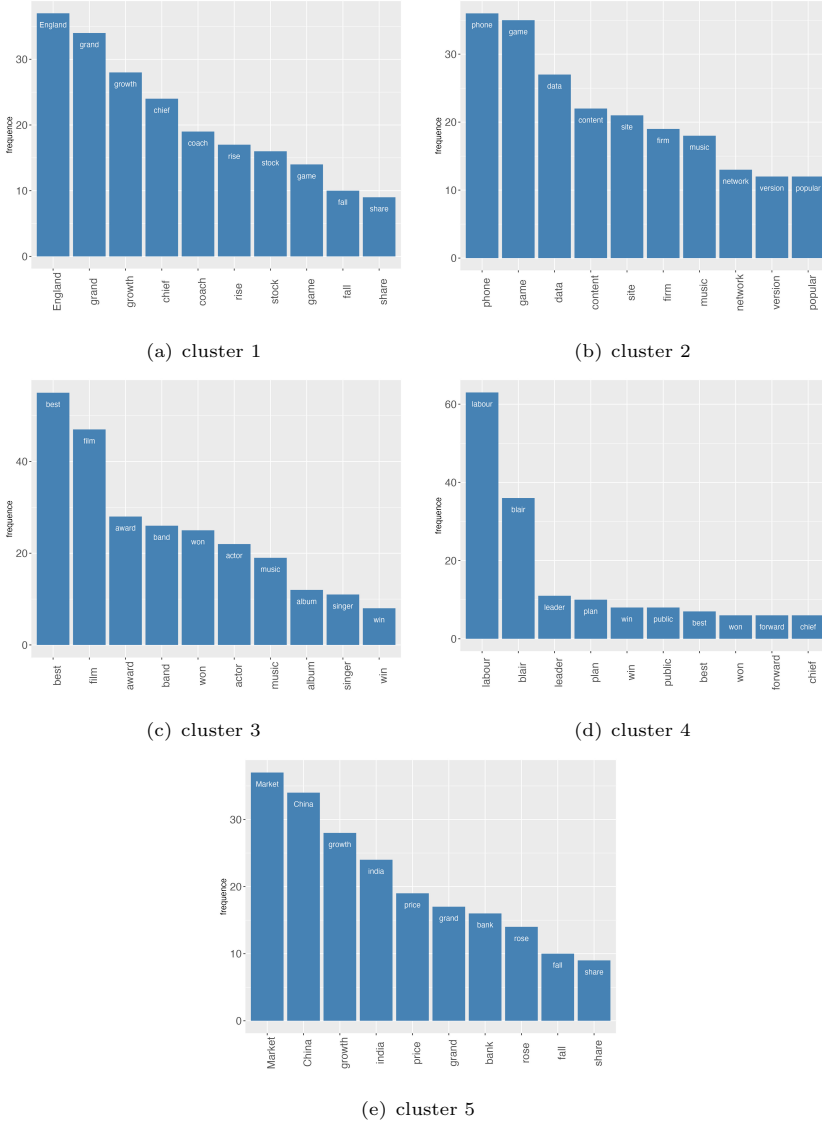 England
grand
growth
chief
coach
rise
stock
game
fall
share
30
20
10
0
frequence
England
grand
growth
chief
coach
rise
stock
game
fall
share
(a) cluster 1
phone
game
data
content
site
firm
music
network
version
popular
30
20
10
0
frequence
phone
game
data
content
site
firm
music
network
version
popular
(b) cluster 2
best
film
award
band
won
actor
music
album
singer
win
40
20
0
frequence
best
film
award
band
won
actor
music
album
singer
win
(c) cluster 3
labour
blair
leader
plan
win
public
best
won
forward
chief
60
40
20
0
frequence
labour
blair
leader
plan
win
public
best
won
forward
chief
(d) cluster 4
Market
China
growth
india
price
grand
bank
rose
fall
share
30
20
10
0
frequence
Market
China
growth
india
price
grand
bank
rose
fall
share
(e) cluster 5